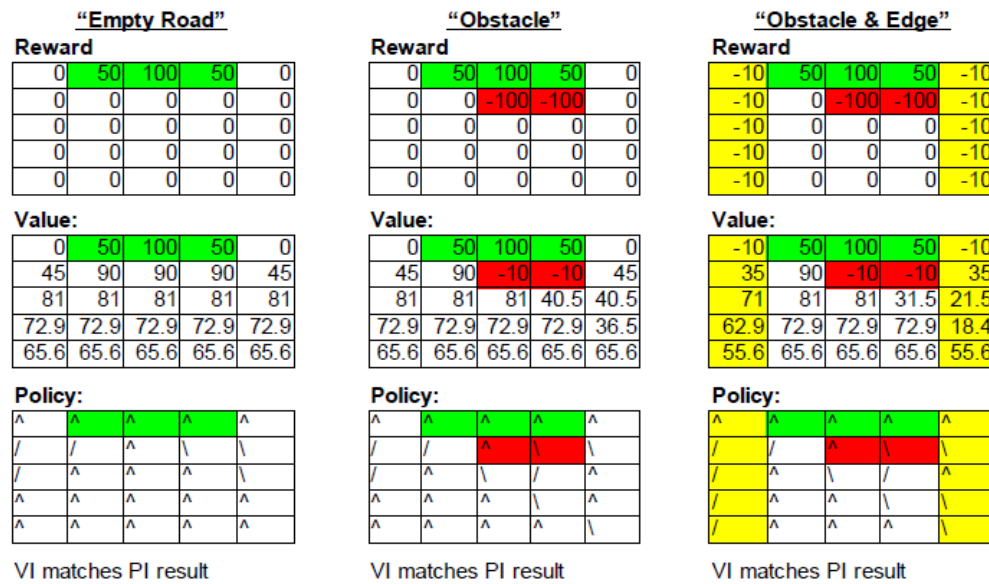 “Empty Road” “Obstacle” “Obstacle & Edge”
Reward Reward Reward
0 50 100 50 0 0 50 100 50 0 -10 50 100 50 -10
0 0 0 0 0 0 0 -100 -100 0 -10 0 -100 -100 -10
0 0 0 0 0 0 0 0 0 0 -10 0 0 0 -10
0 0 0 0 0 0 0 0 0 0 -10 0 0 0 -10
0 0 0 0 0 0 0 0 0 0 -10 0 0 0 -10
Value: Value: Value:
0 50 100 50 0 0 50 100 50 0 -10 50 100 50 -10
45 90 90 90 45 45 90 -10 -10 45 35 90 -10 -10 35
81 81 81 81 81 81 81 81 40.5 40.5 71 81 81 31.5 21.5
72.9 72.9 72.9 72.9 72.9 72.9 72.9 72.9 72.9 36.5 62.9 72.9 72.9 72.9 18.4
65.6 65.6 65.6 65.6 65.6 65.6 65.6 65.6 65.6 65.6 55.6 65.6 65.6 65.6 55.6
Policy: Policy: Policy:
^ ^ ^ ^ ^ ^ ^ ^ ^ ^ ^ ^ ^ ^ ^
/ / ^ \ \ / / ^ \ \ / / ^ \ \
/ ^ ^ ^ \ / ^ \ / ^ / ^ \ / ^
^ ^ ^ ^ ^ ^ ^ ^ \ ^ / ^ ^ \ \
^ ^ ^ ^ ^ ^ ^ ^ ^ \ / ^ ^ ^ \
VI matches PI result VI matches PI result VI matches PI result